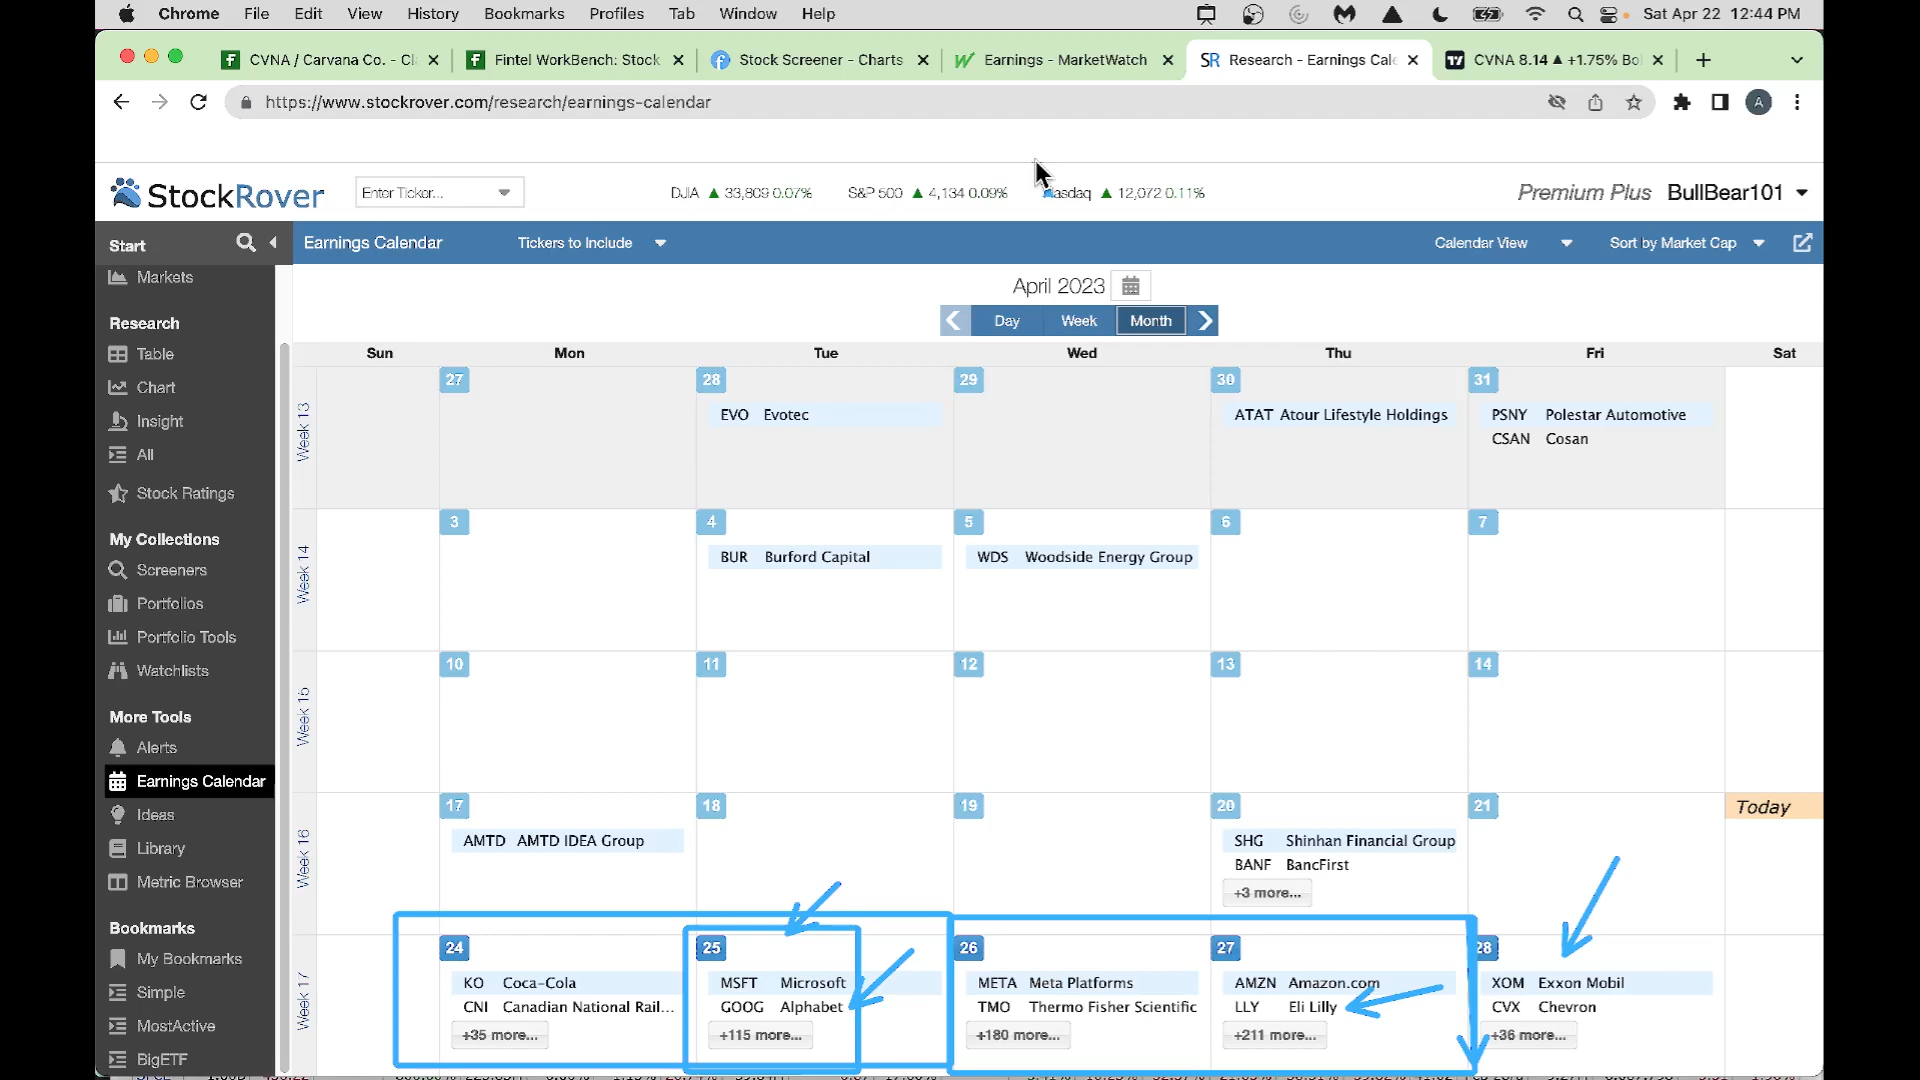 Chrome File Edit View History Bookmarks Profiles Tab Window Help Sat Apr 22 12:44 PM
CVNA / Carvana Co. - Cl Fintel WorkBench: Stock Stock Screener - Charts Earnings - MarketWatch SR Research - Earnings Cale CVNA 8.14 ▲ +1.75% Bo
https://www.stockrover.com/research/earnings-calendar A
StockRover Enter Ticker... DJIA ▲ 33,809 0.07% S&P 500 ▲ 4,134 0.09% Nasdaq ▲ 12,072 0.11% Premium Plus BullBear101
Start Earnings Calendar Tickers to Include Calendar View Sort by Market Cap
Markets
Research
Table
Chart
Insight
All
Stock Ratings
My Collections
Screeners
Portfolios
Portfolio Tools
Watchlists
More Tools
Alerts
Earnings Calendar
Ideas
Library
Metric Browser
Bookmarks
My Bookmarks
Simple
MostActive
BigETF
April 2023
Day Week Month
Sun Mon Tue Wed Thu Fri Sat
Week 13
27 28 29 30 31
EVO Evotec ATAT Atour Lifestyle Holdings PSNY Polestar Automotive
CSAN Cosan
Week 14
3 4 5 6 7
BUR Burford Capital WDS Woodside Energy Group
Week 15
10 11 12 13 14
Week 16
17 18 19 20 21 Today
AMTD AMTD IDEA Group SHG Shinhan Financial Group
BANF BancFirst
+3 more...
Week 17
24 25 26 27 28
KO Coca-Cola MSFT Microsoft META Meta Platforms AMZN Amazon.com XOM Exxon Mobil
CNI Canadian National Rail... GOOG Alphabet TMO Thermo Fisher Scientific LLY Eli Lilly CVX Chevron
+35 more... +115 more... +180 more... +211 more... +36 more...